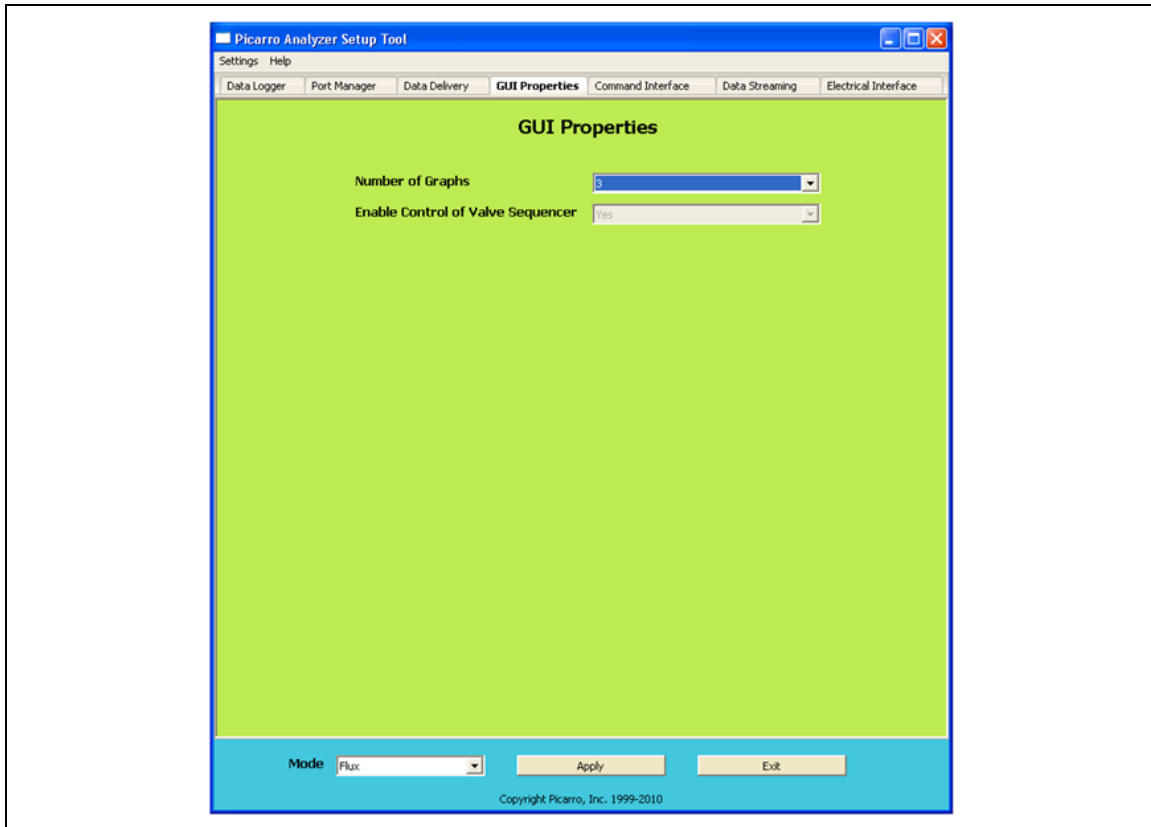 Picarro Analyzer Setup Tool
Settings Help
Data Logger Port Manager Data Delivery GUI Properties Command Interface Data Streaming Electrical Interface
GUI Properties
Number of Graphs 3
Enable Control of Valve Sequencer Yes
Mode Flux Apply Exit
Copyright Picarro, Inc. 1999-2010